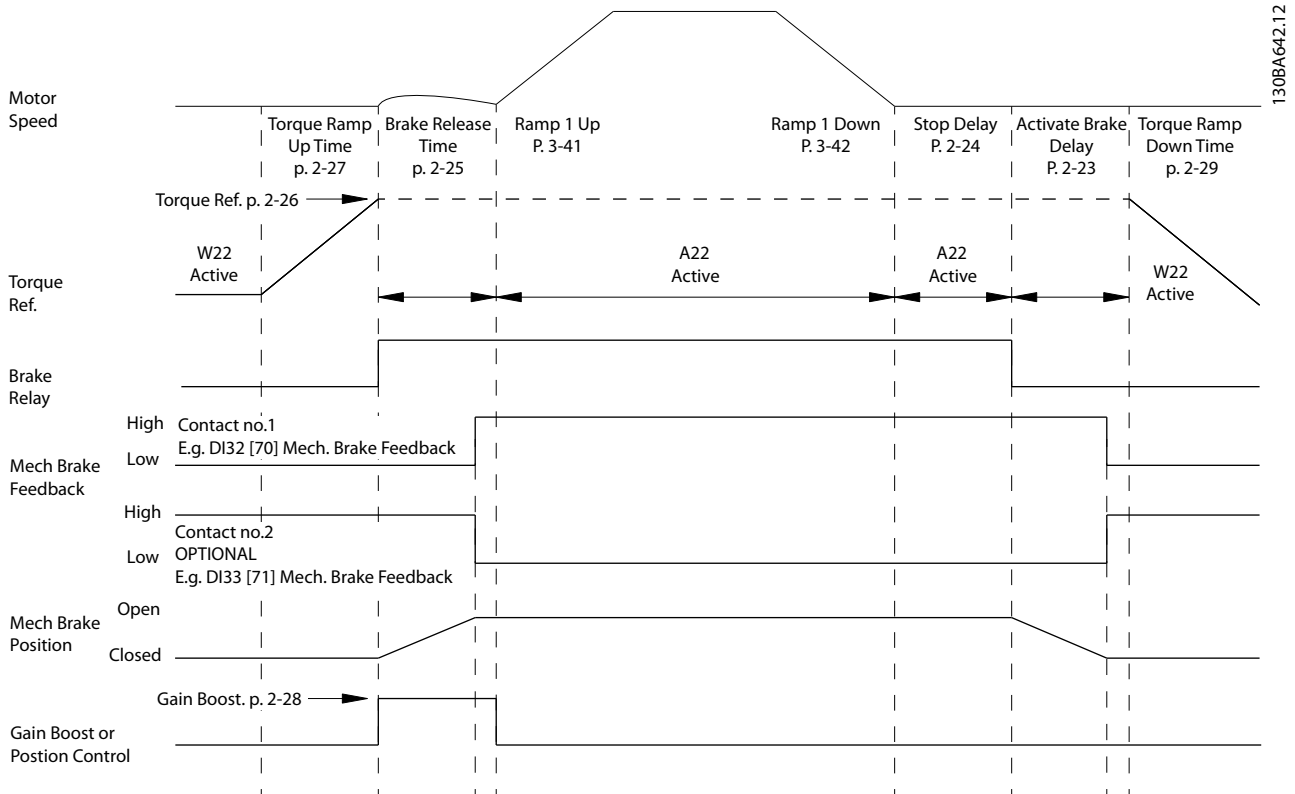 130BA642.12
Motor
Speed
Torque Ramp
Up Time
p. 2-27
Brake Release
Time
p. 2-25
Ramp 1 Up
P. 3-41
Ramp 1 Down
P. 3-42
Stop Delay
P. 2-24
Activate Brake
Delay
P. 2-23
Torque Ramp
Down Time
p. 2-29
Torque Ref. p. 2-26
W22
Active
A22
Active
A22
Active
W22
Active
Torque
Ref.
Brake
Relay
High
Contact no.1
E.g. DI32 [70] Mech. Brake Feedback
Low
Mech Brake
Feedback
High
Contact no.2
Low
OPTIONAL
E.g. DI33 [71] Mech. Brake Feedback
Open
Mech Brake
Position
Closed
Gain Boost. p. 2-28
Gain Boost or
Postion Control